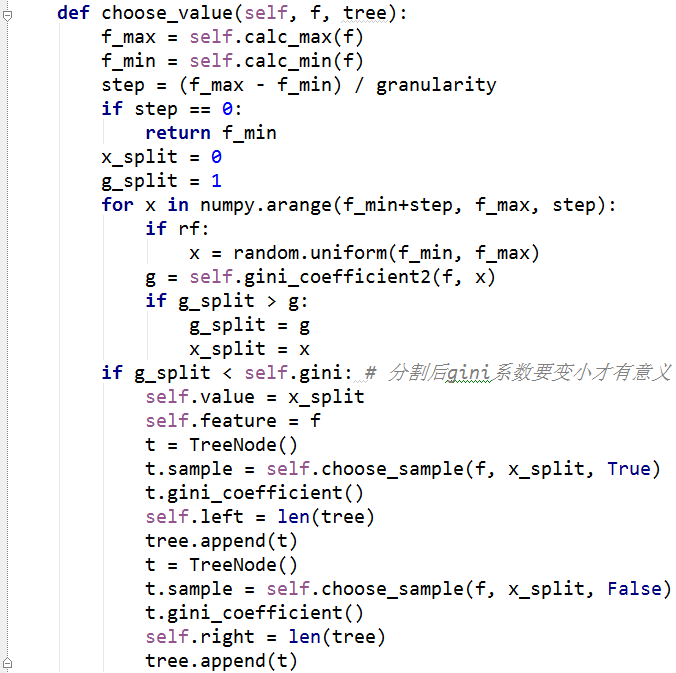 def choose_value(self, f, tree):
    f_max = self.calc_max(f)
    f_min = self.calc_min(f)
    step = (f_max - f_min) / granularity
    if step == 0:
        return f_min
    x_split = 0
    g_split = 1
    for x in numpy.arange(f_min+step, f_max, step):
        if rf:
            x = random.uniform(f_min, f_max)
        g = self.gini_coefficient2(f, x)
        if g_split > g:
            g_split = g
            x_split = x
    if g_split < self.gini: # 分割后gini系数要变小才有意义
        self.value = x_split
        self.feature = f
        t = TreeNode()
        t.sample = self.choose_sample(f, x_split, True)
        t.gini_coefficient()
        self.left = len(tree)
        tree.append(t)
        t = TreeNode()
        t.sample = self.choose_sample(f, x_split, False)
        t.gini_coefficient()
        self.right = len(tree)
        tree.append(t)